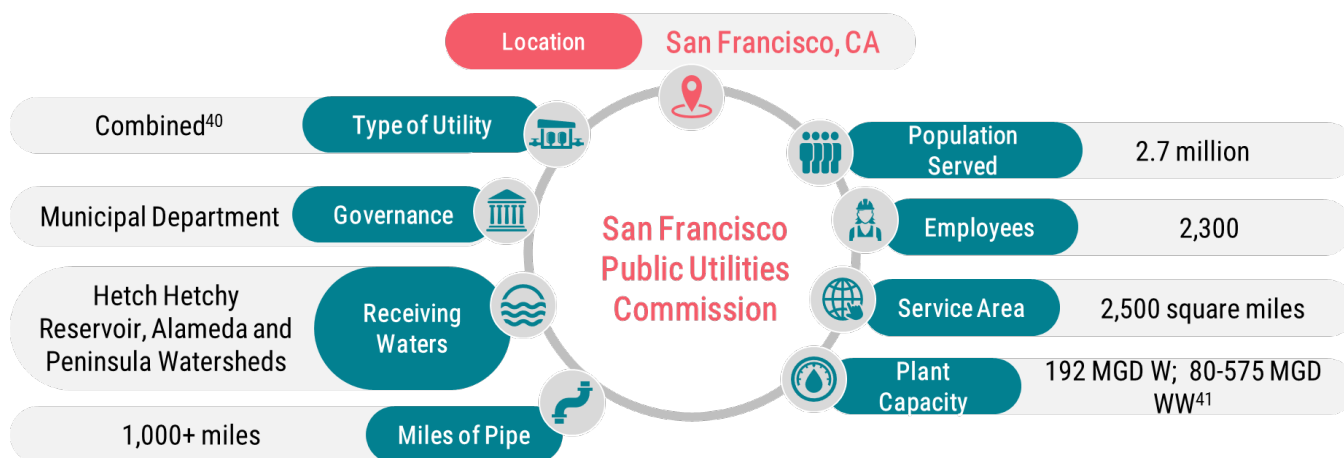 Location
San Francisco, CA
Combined⁴⁰
Type of Utility
Municipal Department
Governance
Hetch Hetchy
Reservoir, Alameda and
Peninsula Watersheds
Receiving
Waters
1,000+ miles
Miles of Pipe
San Francisco
Public Utilities
Commission
Population
Served
2.7 million
Employees
2,300
Service Area
2,500 square miles
Plant
Capacity
192 MGD W; 80-575 MGD
WW⁴¹